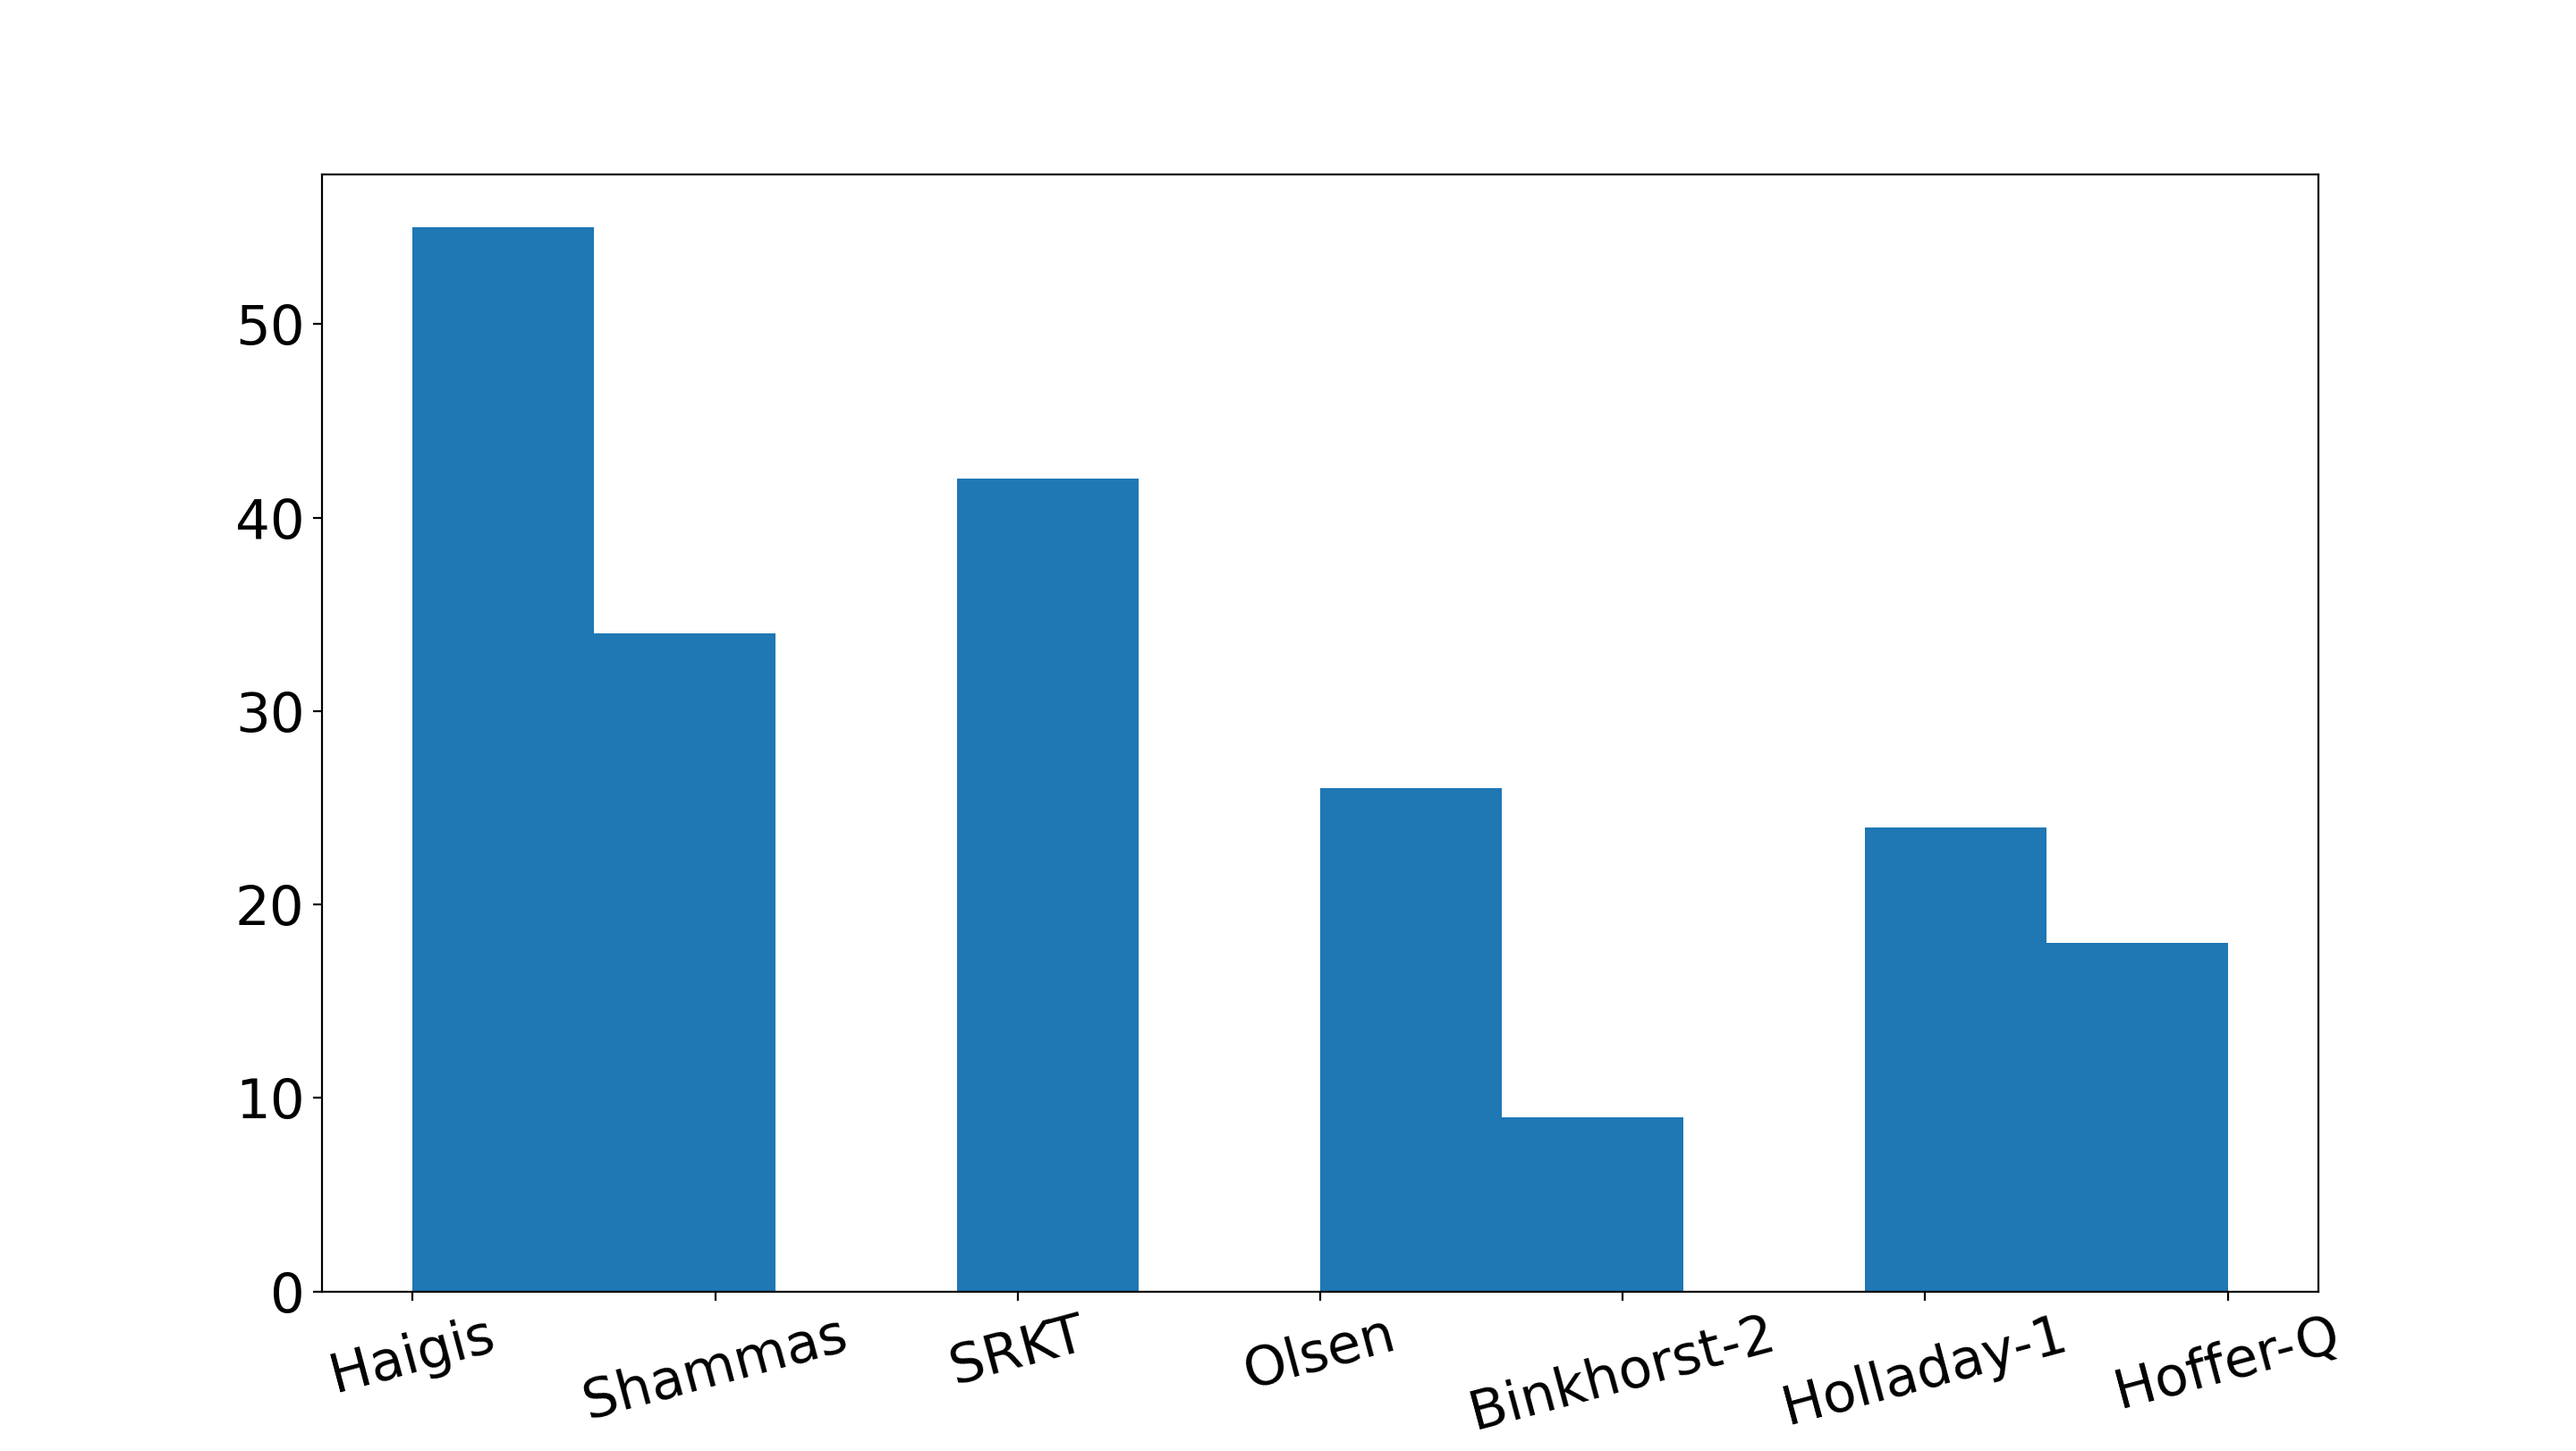 50
40
30
20
10
0
Haigis
Shammas
SRKT
Olsen
Binkhorst-2
Holladay-1
Hoffer-Q